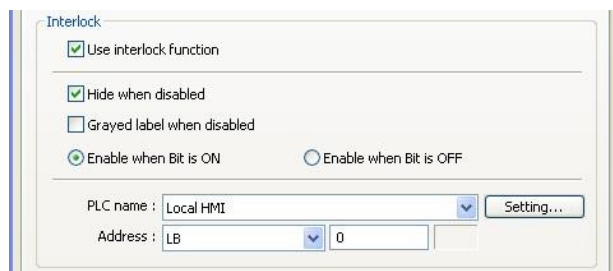 Interlock
Use interlock function
Hide when disabled
Grayed label when disabled
Enable when Bit is ON Enable when Bit is OFF
PLC name : Local HMI Setting...
Address : LB 0